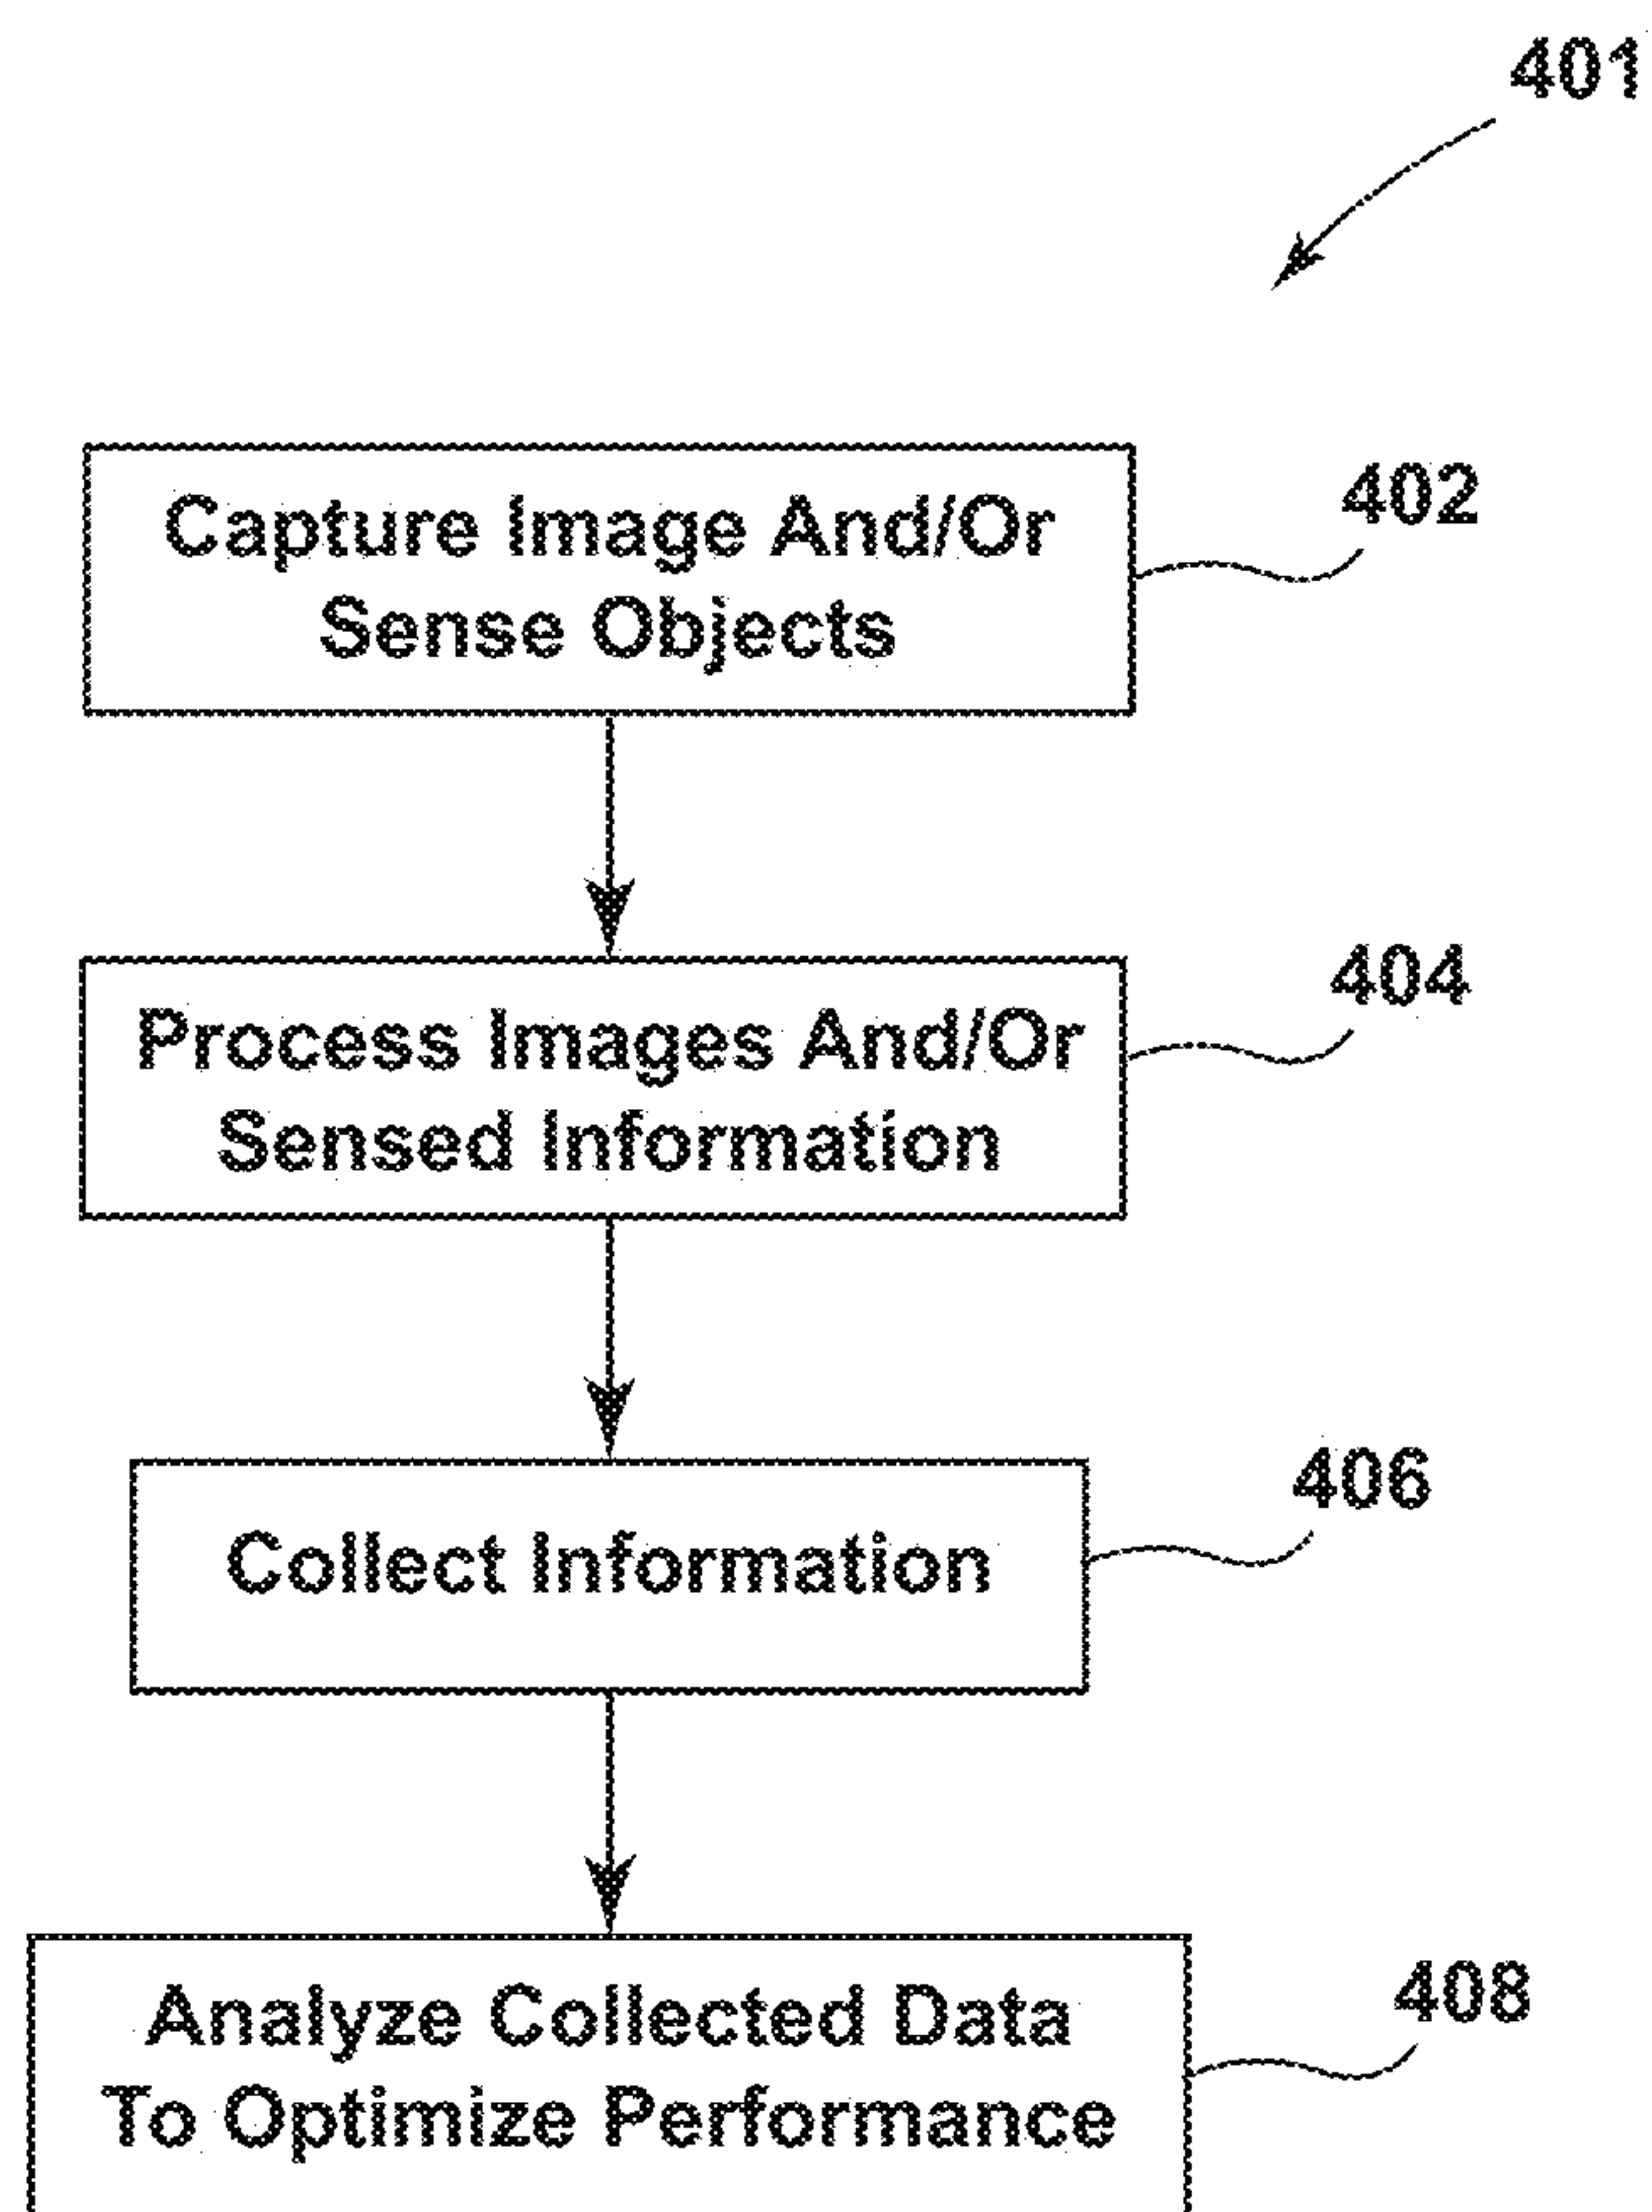 401
Capture Image And/Or
Sense Objects
402
Process Images And/Or
Sensed Information
404
Collect Information
406
Analyze Collected Data
To Optimize Performance
408